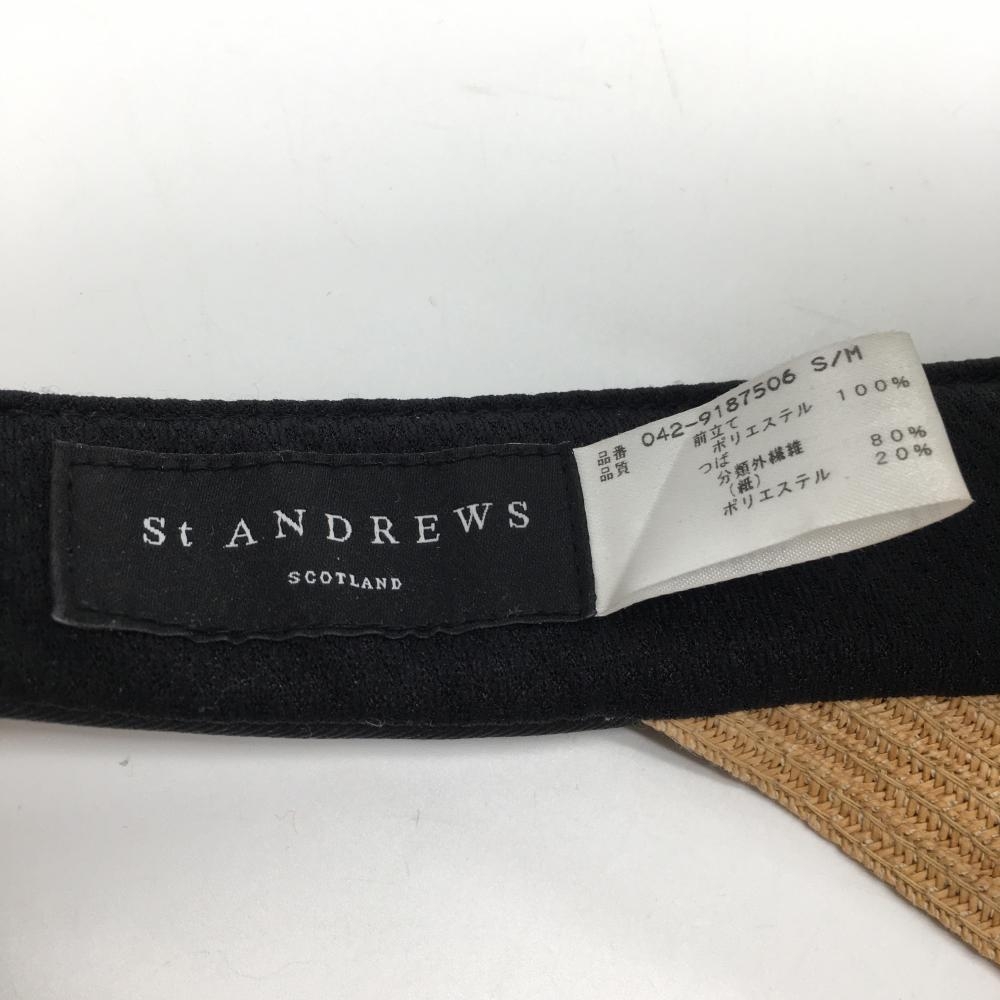 St ANDREWS
SCOTLAND
品番 042-9187506 S/M
品質 前立て
ポリエステル 100%
つば
分類外繊維 80%
(紙)
ポリエステル 20%